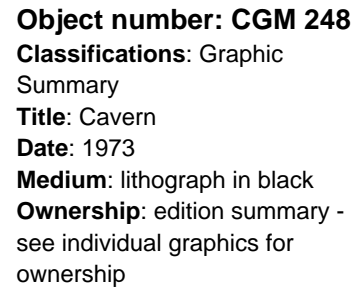 Object number: CGM 248
Classifications: Graphic
Summary
Title: Cavern
Date: 1973
Medium: lithograph in black
Ownership: edition summary -
see individual graphics for
ownership